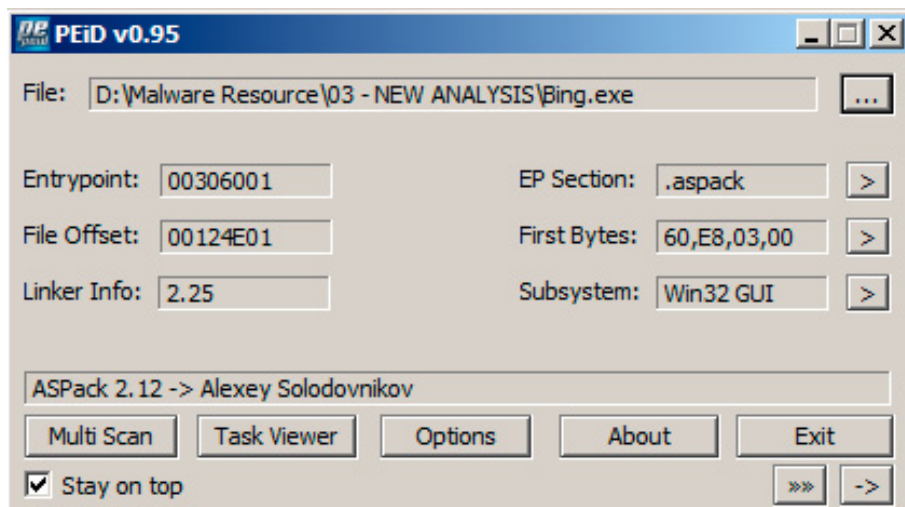 PEiD v0.95
File: D:\Malware Resource\03 - NEW ANALYSIS\Bing.exe ...
Entrypoint: 00306001 EP Section: .aspack >
File Offset: 00124E01 First Bytes: 60,E8,03,00 >
Linker Info: 2.25 Subsystem: Win32 GUI >
ASPack 2.12 -> Alexey Solodovnikov
Multi Scan Task Viewer Options About Exit
Stay on top »» ->